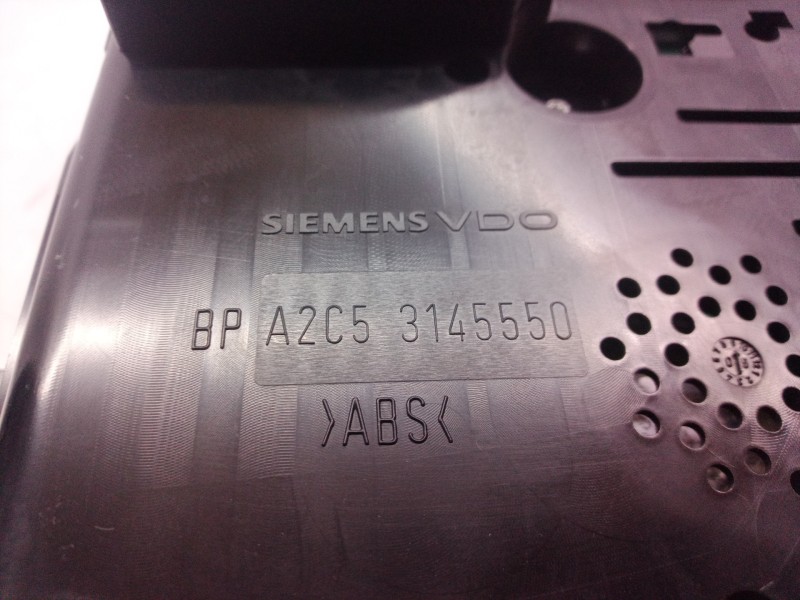 SIEMENS VDO
BP A2C5 3145550
>ABS<